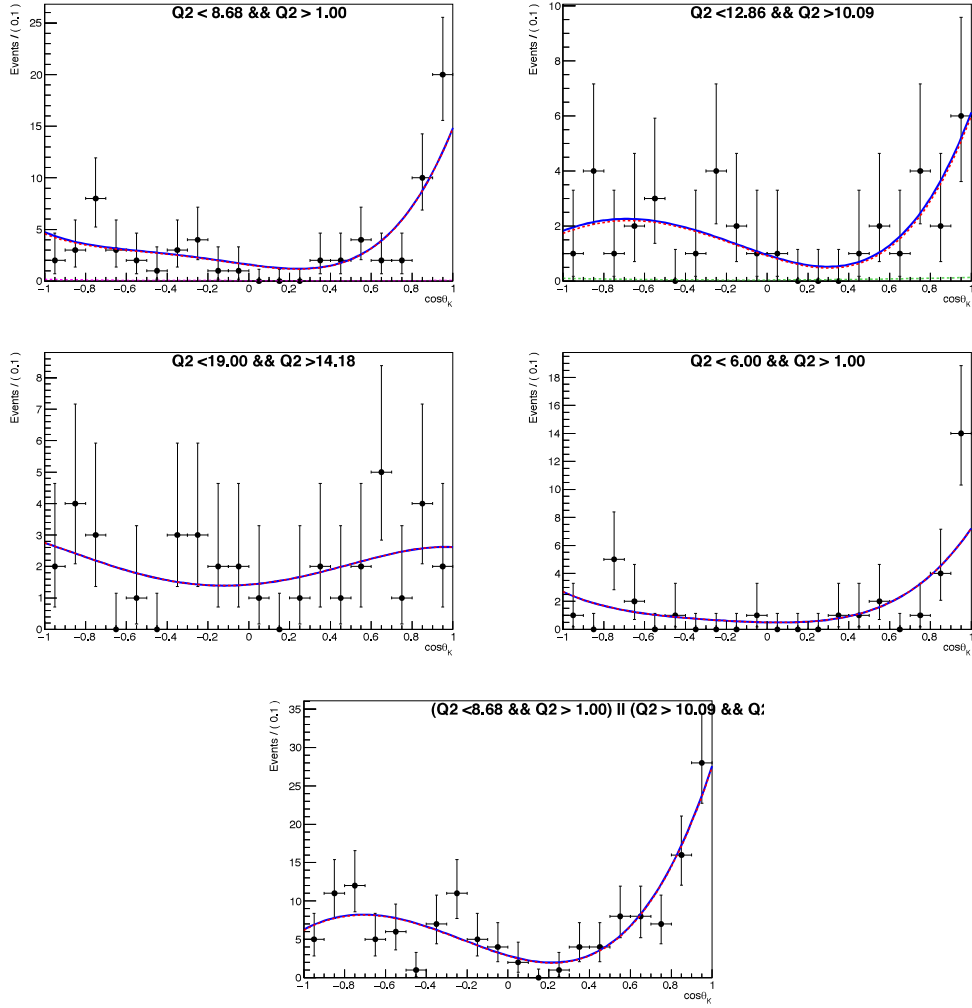 Q2 < 8.68 && Q2 > 1.00
Events / ( 0.1 )
25
20
15
10
5
0
-1 -0.8 -0.6 -0.4 -0.2 0 0.2 0.4 0.6 0.8 1
cosθK
Q2 <12.86 && Q2 >10.09
Events / ( 0.1 )
10
8
6
4
2
0
-1 -0.8 -0.6 -0.4 -0.2 0 0.2 0.4 0.6 0.8 1
cosθK
Q2 <19.00 && Q2 >14.18
Events / ( 0.1 )
8
7
6
5
4
3
2
1
0
-1 -0.8 -0.6 -0.4 -0.2 0 0.2 0.4 0.6 0.8 1
cosθK
Q2 < 6.00 && Q2 > 1.00
Events / ( 0.1 )
18
16
14
12
10
8
6
4
2
0
-1 -0.8 -0.6 -0.4 -0.2 0 0.2 0.4 0.6 0.8 1
cosθK
(Q2 <8.68 && Q2 > 1.00) || (Q2 > 10.09 && Q2
Events / ( 0.1 )
35
30
25
20
15
10
5
0
-1 -0.8 -0.6 -0.4 -0.2 0 0.2 0.4 0.6 0.8 1
cosθK